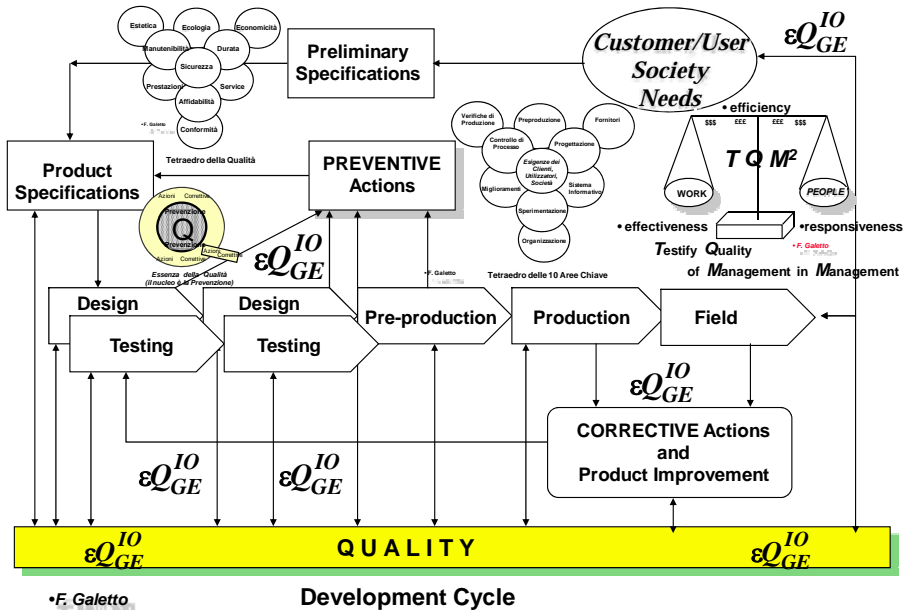 Estetica
Ecologia
Economicità
Manutenibilità
Durata
Sicurezza
Prestazioni
Service
Affidabilità
Conformità
•F. Galetto
Tetraedro della Qualità
Preliminary
Specifications
Customer/User
Society
Needs
εQ IO GE
•efficiency
$$$ £££ £££ $$$
T Q M²
WORK
PEOPLE
•effectiveness
•responsiveness
Testify Quality
•F. Galetto
of Management in Management
Verifiche di
Produzione
Preproduzione
Fornitori
Controllo di
Processo
Progettazione
Esigenze dei
Clienti,
Utilizzatori,
Società
Miglioramenti
Sistema
Informativo
Sperimentazione
Organizzazione
Tetraedro delle 10 Aree Chiave
Product
Specifications
PREVENTIVE
Actions
Azioni Correttive
Prevenzione
Q
Prevenzione
Azioni Correttive
Azioni
Correttive
Essenza della Qualità
(il nucleo è la Prevenzione)
εQ IO GE
•F. Galetto
Design
Testing
Design
Testing
Pre-production
Production
Field
εQ IO GE
CORRECTIVE Actions
and
Product Improvement
εQ IO GE
εQ IO GE
εQ IO GE
QUALITY
εQ IO GE
•F. Galetto
Development Cycle